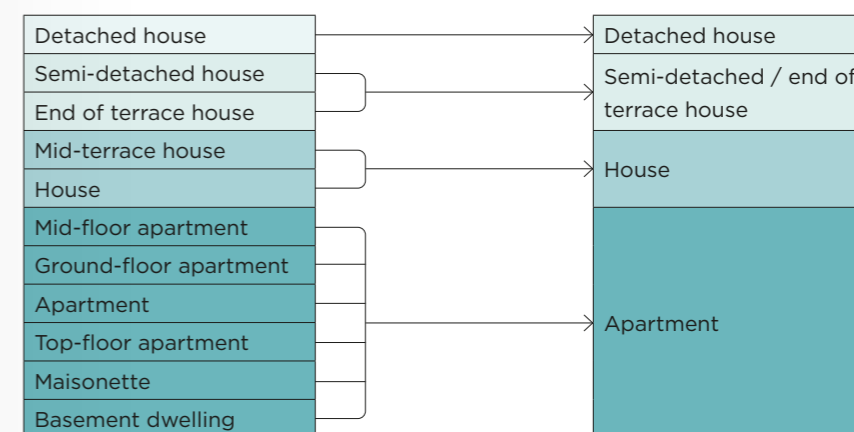 Detached house
Semi-detached house
End of terrace house
Mid-terrace house
House
Mid-floor apartment
Ground-floor apartment
Apartment
Top-floor apartment
Maisonette
Basement dwelling
Detached house
Semi-detached / end of
terrace house
House
Apartment